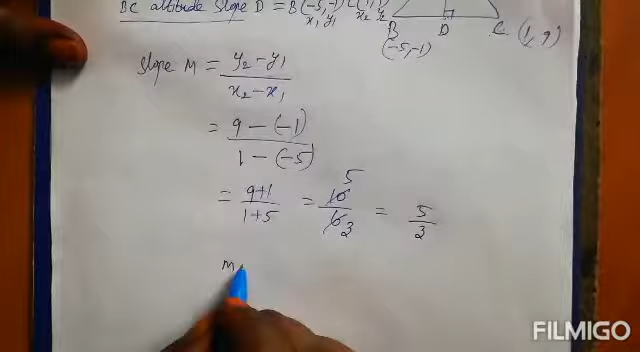 BC altitude Slope D = B(-5,-1) C(1,9)
x₁ y₁ x₂ y₂
B D C (1, 9)
(-5,-1)
Slope M = y₂-y₁ / x₂-x₁
= 9-(-1) / 1-(-5)
= 9+1 / 1+5 = 10 5 / 6 3 = 5/3
M
FILMIGO